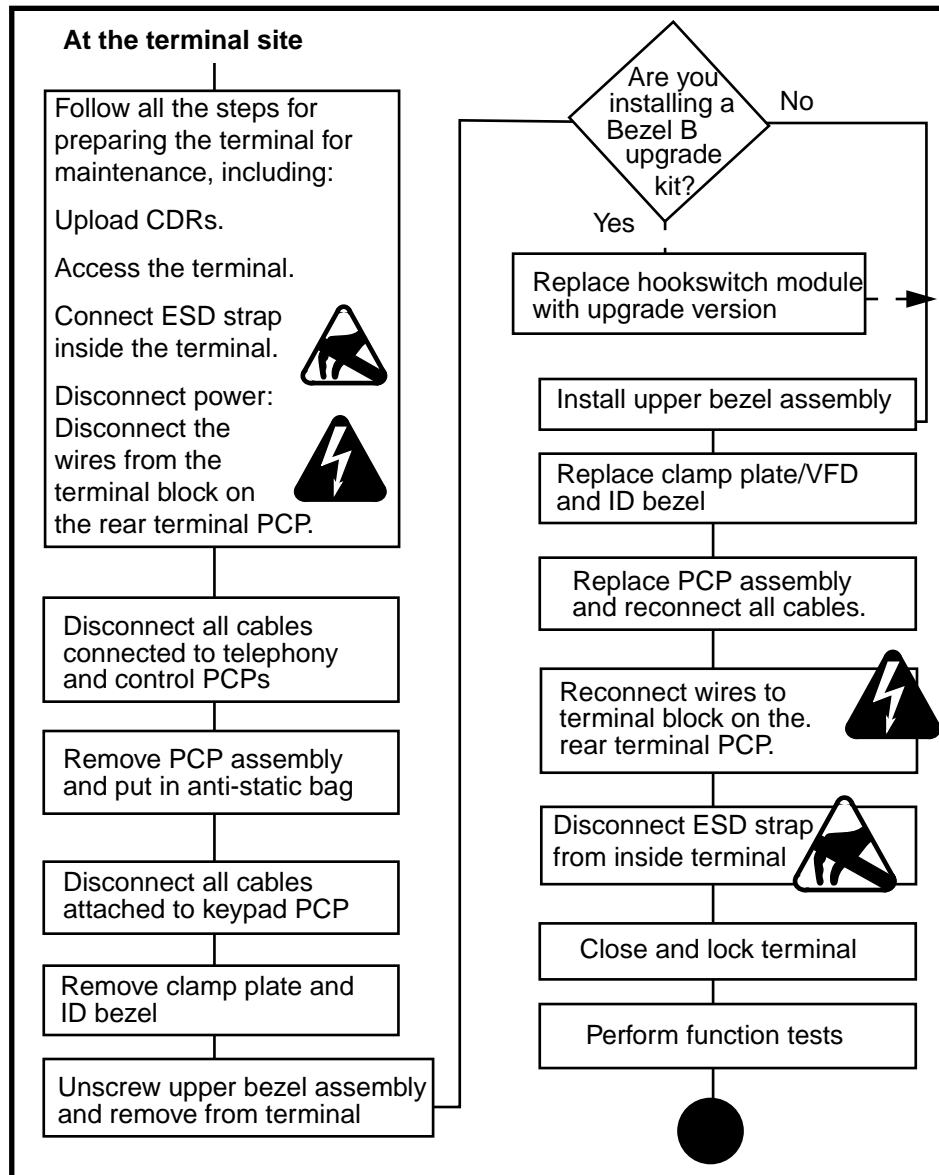 At the terminal site
Follow all the steps for
preparing the terminal for
maintenance, including:
Upload CDRs.
Access the terminal.
Connect ESD strap
inside the terminal.
Disconnect power:
Disconnect the
wires from the
terminal block on
the rear terminal PCP.
Disconnect all cables
connected to telephony
and control PCPs
Remove PCP assembly
and put in anti-static bag
Disconnect all cables
attached to keypad PCP
Remove clamp plate and
ID bezel
Unscrew upper bezel assembly
and remove from terminal
Are you
installing a
Bezel B
upgrade
kit?
No
Yes
Replace hookswitch module
with upgrade version
Install upper bezel assembly
Replace clamp plate/VFD
and ID bezel
Replace PCP assembly
and reconnect all cables.
Reconnect wires to
terminal block on the.
rear terminal PCP.
Disconnect ESD strap
from inside terminal
Close and lock terminal
Perform function tests